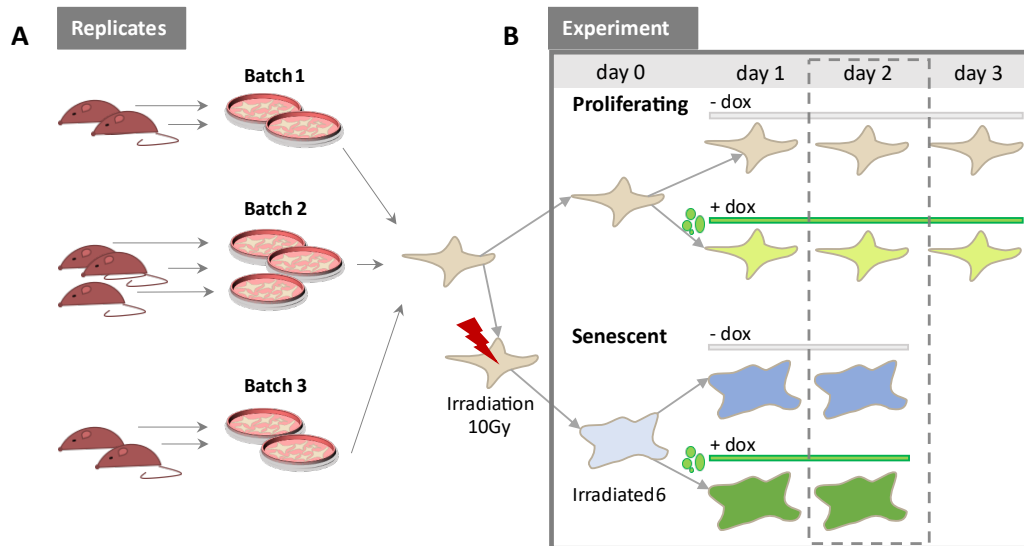 A
Replicates
Batch 1
Batch 2
Batch 3
Irradiation
10Gy
B
Experiment
day 0
day 1
day 2
day 3
Proliferating
- dox
+ dox
Senescent
- dox
+ dox
Irradiated6